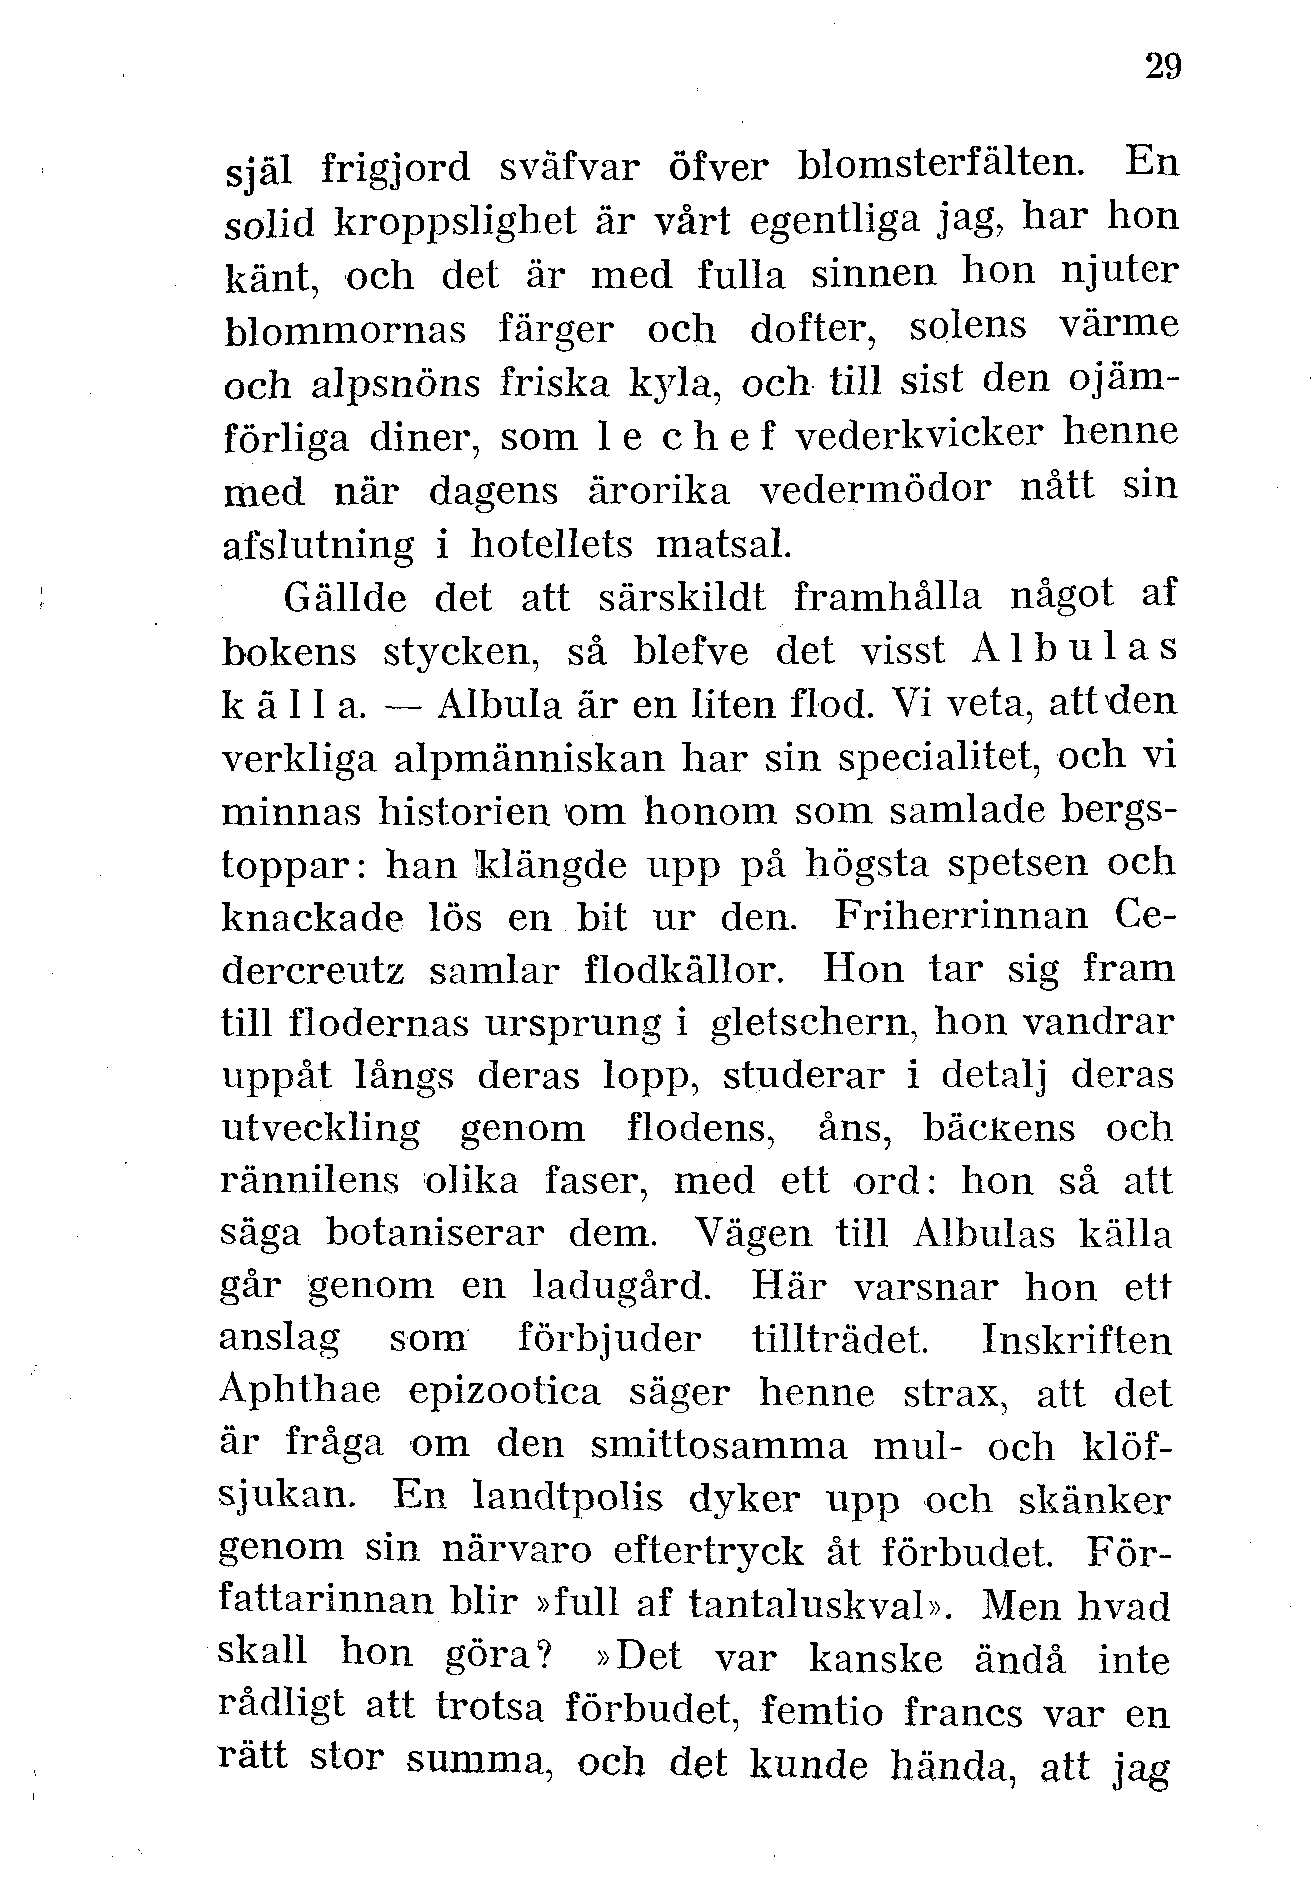 29
själ frigjord sväfvar öfver blomsterfälten. En
solid kroppslighet är vårt egentliga jag, har hon
känt, och det är med fulla sinnen hon njuter
blommornas färger och dofter, solens värme
och alpsnöns friska kyla, och till sist den ojäm-
förliga diner, som le chef vederkvicker henne
med när dagens ärorika vedermödor nått sin
afslutning i hotellets matsal.
Gällde det att särskildt framhålla något af
bokens stycken, så blefve det visst Albulas
källa. — Albula är en liten flod. Vi veta, att den
verkliga alpmänniskan har sin specialitet, och vi
minnas historien om honom som samlade bergs-
toppar: han klängde upp på högsta spetsen och
knackade lös en bit ur den. Friherrinnan Ce-
dercreutz samlar flodkällor. Hon tar sig fram
till flodernas ursprung i gletschern, hon vandrar
uppåt långs deras lopp, studerar i detalj deras
utveckling genom flodens, åns, bäckens och
rännilens olika faser, med ett ord: hon så att
säga botaniserar dem. Vägen till Albulas källa
går genom en ladugård. Här varsnar hon ett
anslag som förbjuder tillträdet. Inskriften
Aphthae epizootica säger henne strax, att det
är fråga om den smittosamma mul- och klöf-
sjukan. En landtpolis dyker upp och skänker
genom sin närvaro eftertryck åt förbudet. För-
fattarinnan blir »full af tantaluskval». Men hvad
skall hon göra? »Det var kanske ändå inte
rådligt att trotsa förbudet, femtio francs var en
rätt stor summa, och det kunde hända, att jag